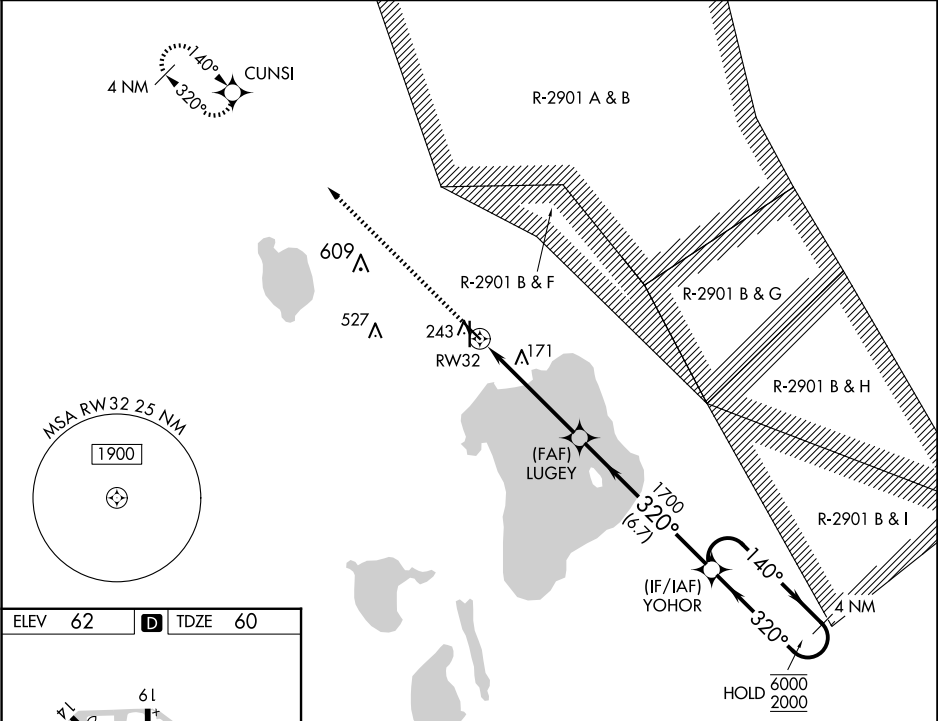 140°
CUNSI
4 NM
320°
R-2901 A & B
609
R-2901 B & F
R-2901 B & G
527
243
RW32
171
R-2901 B & H
MSA RW32 25 NM
1900
(FAF)
LUGEY
1700
320°
(6.7)
R-2901 B & I
140°
(IF/IAF)
YOHOR
4 NM
320°
HOLD 6000
2000
ELEV 62 D TDZE 60
14
19